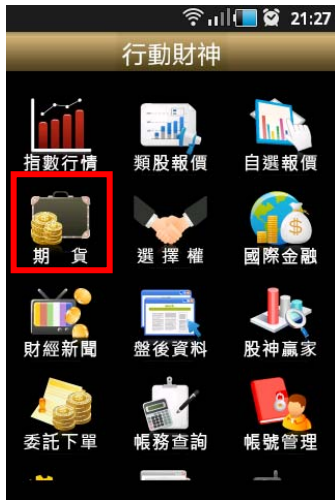 21:27
行動財神
指數行情 類股報價 自選報價
期 貨 選擇權 國際金融
財經新聞 盤後資料 股神贏家
委託下單 帳務查詢 帳號管理